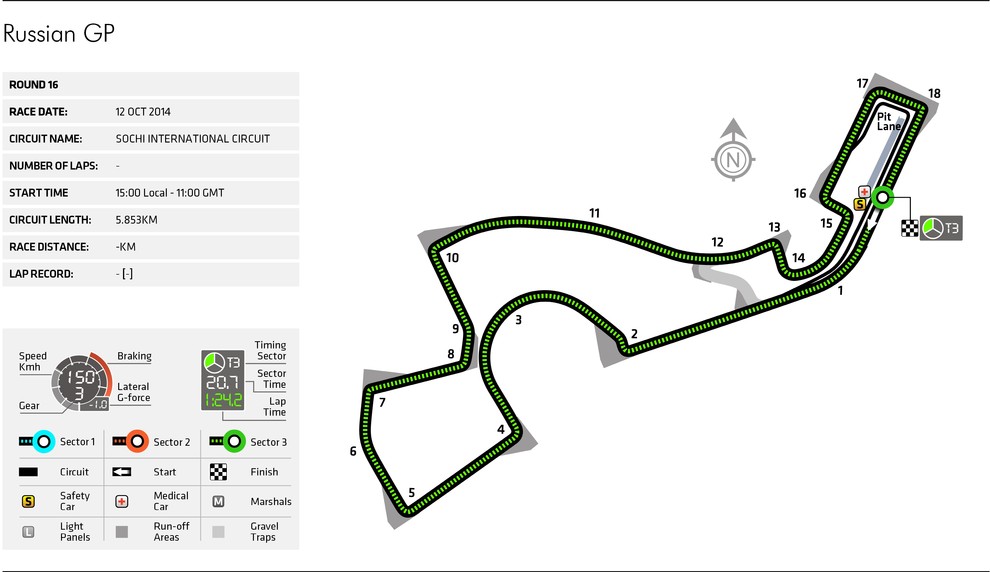 Russian GP
ROUND 16
RACE DATE: 12 OCT 2014
CIRCUIT NAME: SOCHI INTERNATIONAL CIRCUIT
NUMBER OF LAPS: -
START TIME 15:00 Local - 11:00 GMT
CIRCUIT LENGTH: 5.853KM
RACE DISTANCE: -KM
LAP RECORD: - [-]
Speed
Kmh
Gear
150
3
-1.0
Braking
Lateral
G-force
T3
20.7
1:24.2
Timing
Sector
Sector
Time
Lap
Time
Sector 1
Sector 2
Sector 3
Circuit
Start
Finish
S
Safety
Car
Medical
Car
M
Marshals
L
Light
Panels
Run-off
Areas
Gravel
Traps
17
18
Pit
Lane
N
16
S
15
T3
11
13
12
14
10
1
3
9
2
8
7
4
6
5